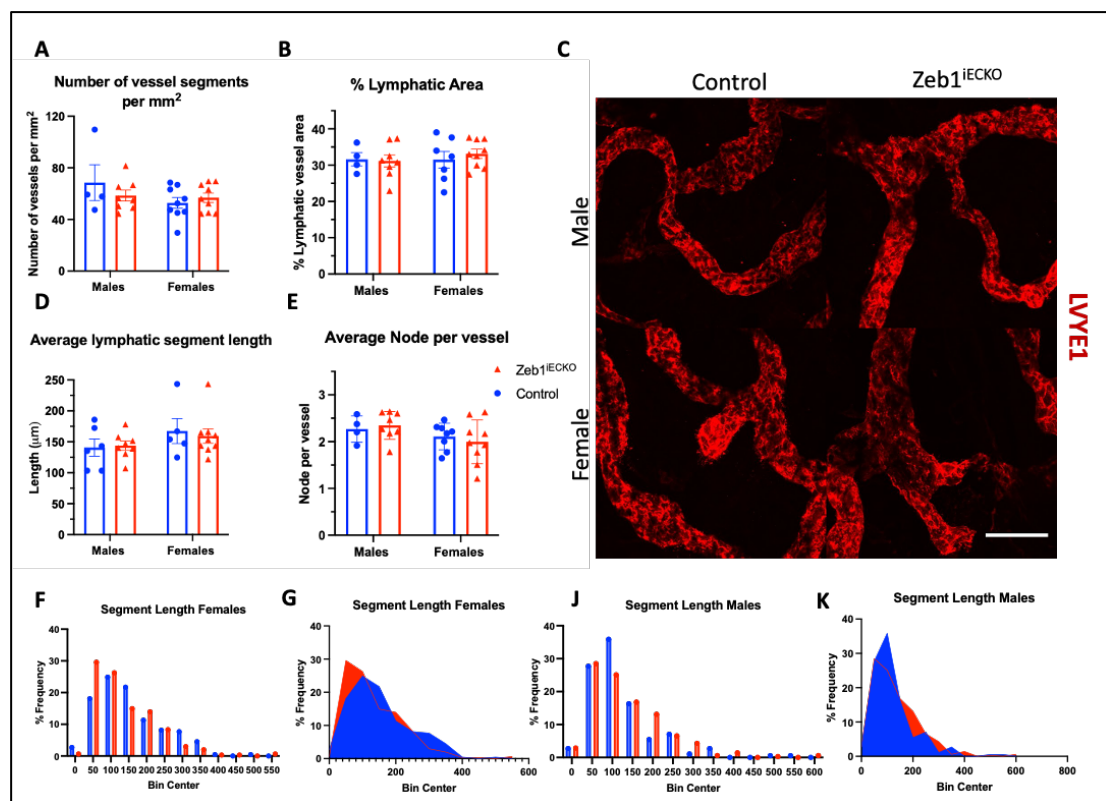 A
Number of vessel segments
per mm²
Number of vessels per mm²
120
80
40
0
Males
Females
B
% Lymphatic Area
% Lymphatic vessel area
40
30
20
10
0
Males
Females
C
Control
Zeb1iECKO
Male
Female
LVYE1
D
Average lymphatic segment length
Length (μm)
250
200
150
100
50
0
Males
Females
E
Average Node per vessel
Node per vessel
3
2
1
0
Males
Females
Zeb1iECKO
Control
F
Segment Length Females
% Frequency
40
30
20
10
0
0 50 100 150 200 250 300 350 400 450 500 550
Bin Center
G
Segment Length Females
% Frequency
40
30
20
10
0
0 200 400 600
Bin Center
J
Segment Length Males
% Frequency
40
30
20
10
0
0 50 100 150 200 250 300 350 400 450 500 550 600
Bin Center
K
Segment Length Males
% Frequency
40
30
20
10
0
0 200 400 600 800
Bin Center